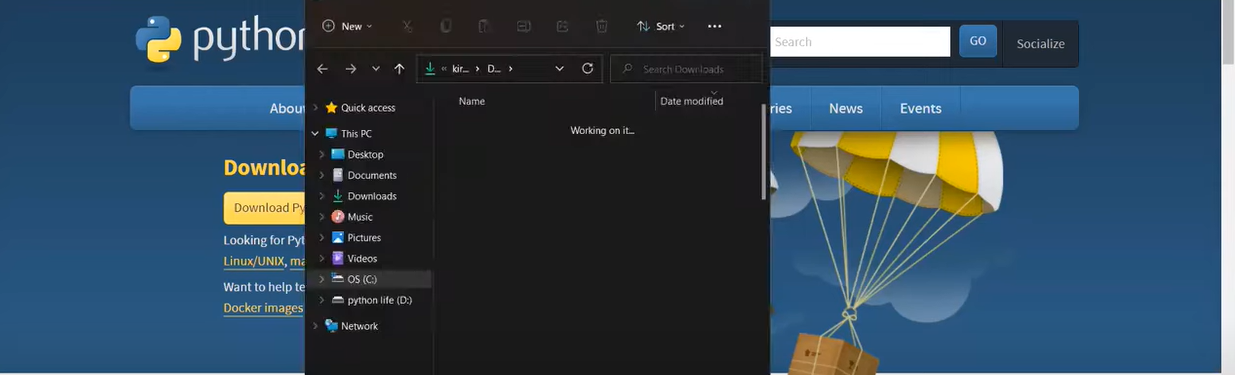 python
New
Sort
Search
GO
Socialize
kir... D...
Search Downloads
Abou
ries
News
Events
Name
Date modified
Quick access
Working on it...
This PC
Desktop
Documents
Downloads
Music
Pictures
Videos
OS (C:)
python life (D:)
Network
Downloa
Download Py
Looking for Pyt
Linux/UNIX, ma
Want to help te
Docker images